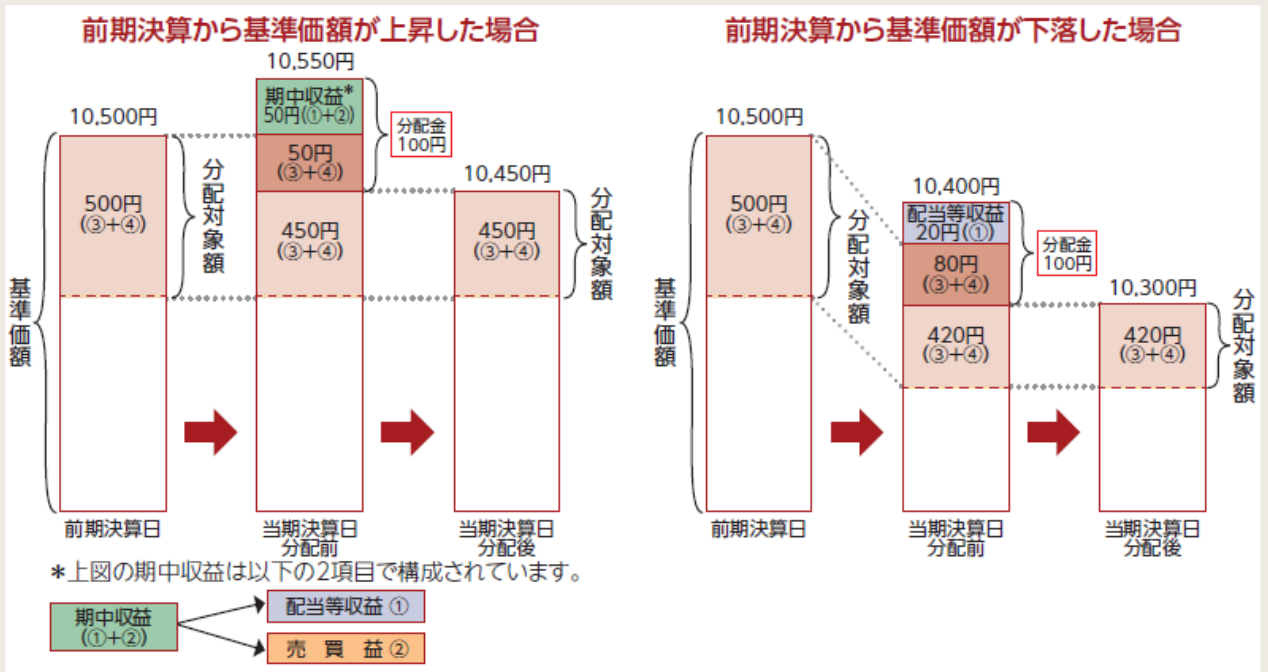 前期決算から基準価額が上昇した場合
10,500円
500円
(③+④)
分配対象額
基準価額
前期決算日
10,550円
期中収益*
50円(①+②)
50円
(③+④)
450円
(③+④)
分配金
100円
当期決算日
分配前
10,450円
450円
(③+④)
分配対象額
当期決算日
分配後
*上図の期中収益は以下の2項目で構成されています。
期中収益
(①+②)
配当等収益 ①
売 買 益 ②
前期決算から基準価額が下落した場合
10,500円
500円
(③+④)
分配対象額
基準価額
前期決算日
10,400円
配当等収益
20円(①)
80円
(③+④)
420円
(③+④)
分配金
100円
当期決算日
分配前
10,300円
420円
(③+④)
分配対象額
当期決算日
分配後